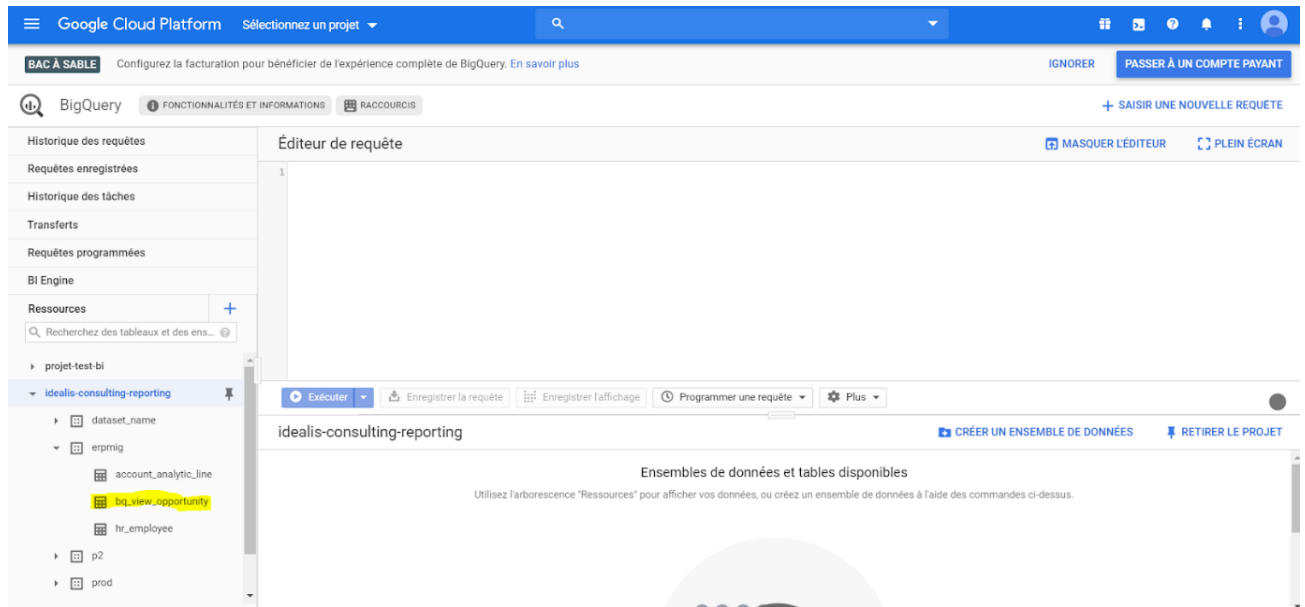 Google Cloud Platform Sélectionnez un projet
BAC À SABLE Configurez la facturation pour bénéficier de l'expérience complète de BigQuery. En savoir plus IGNORER PASSER À UN COMPTE PAYANT
BigQuery FONCTIONNALITÉS ET INFORMATIONS RACCOURCIS + SAISIR UNE NOUVELLE REQUÊTE
Historique des requêtes
Requêtes enregistrées
Historique des tâches
Transferts
Requêtes programmées
BI Engine
Ressources
Recherchez des tableaux et des ens...
projet-test-bi
idealis-consulting-reporting
dataset_name
erpmig
account_analytic_line
bq_view_opportunity
hr_employee
p2
prod
Éditeur de requête MASQUER L'ÉDITEUR PLEIN ÉCRAN
1
Exécuter Enregistrer la requête Enregistrer l'affichage Programmer une requête Plus
idealis-consulting-reporting CRÉER UN ENSEMBLE DE DONNÉES RETIRER LE PROJET
Ensembles de données et tables disponibles
Utilisez l'arborescence "Ressources" pour afficher vos données, ou créez un ensemble de données à l'aide des commandes ci-dessus.